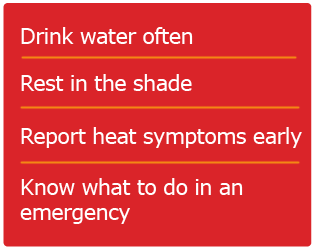 Drink water often
Rest in the shade
Report heat symptoms early
Know what to do in an
emergency